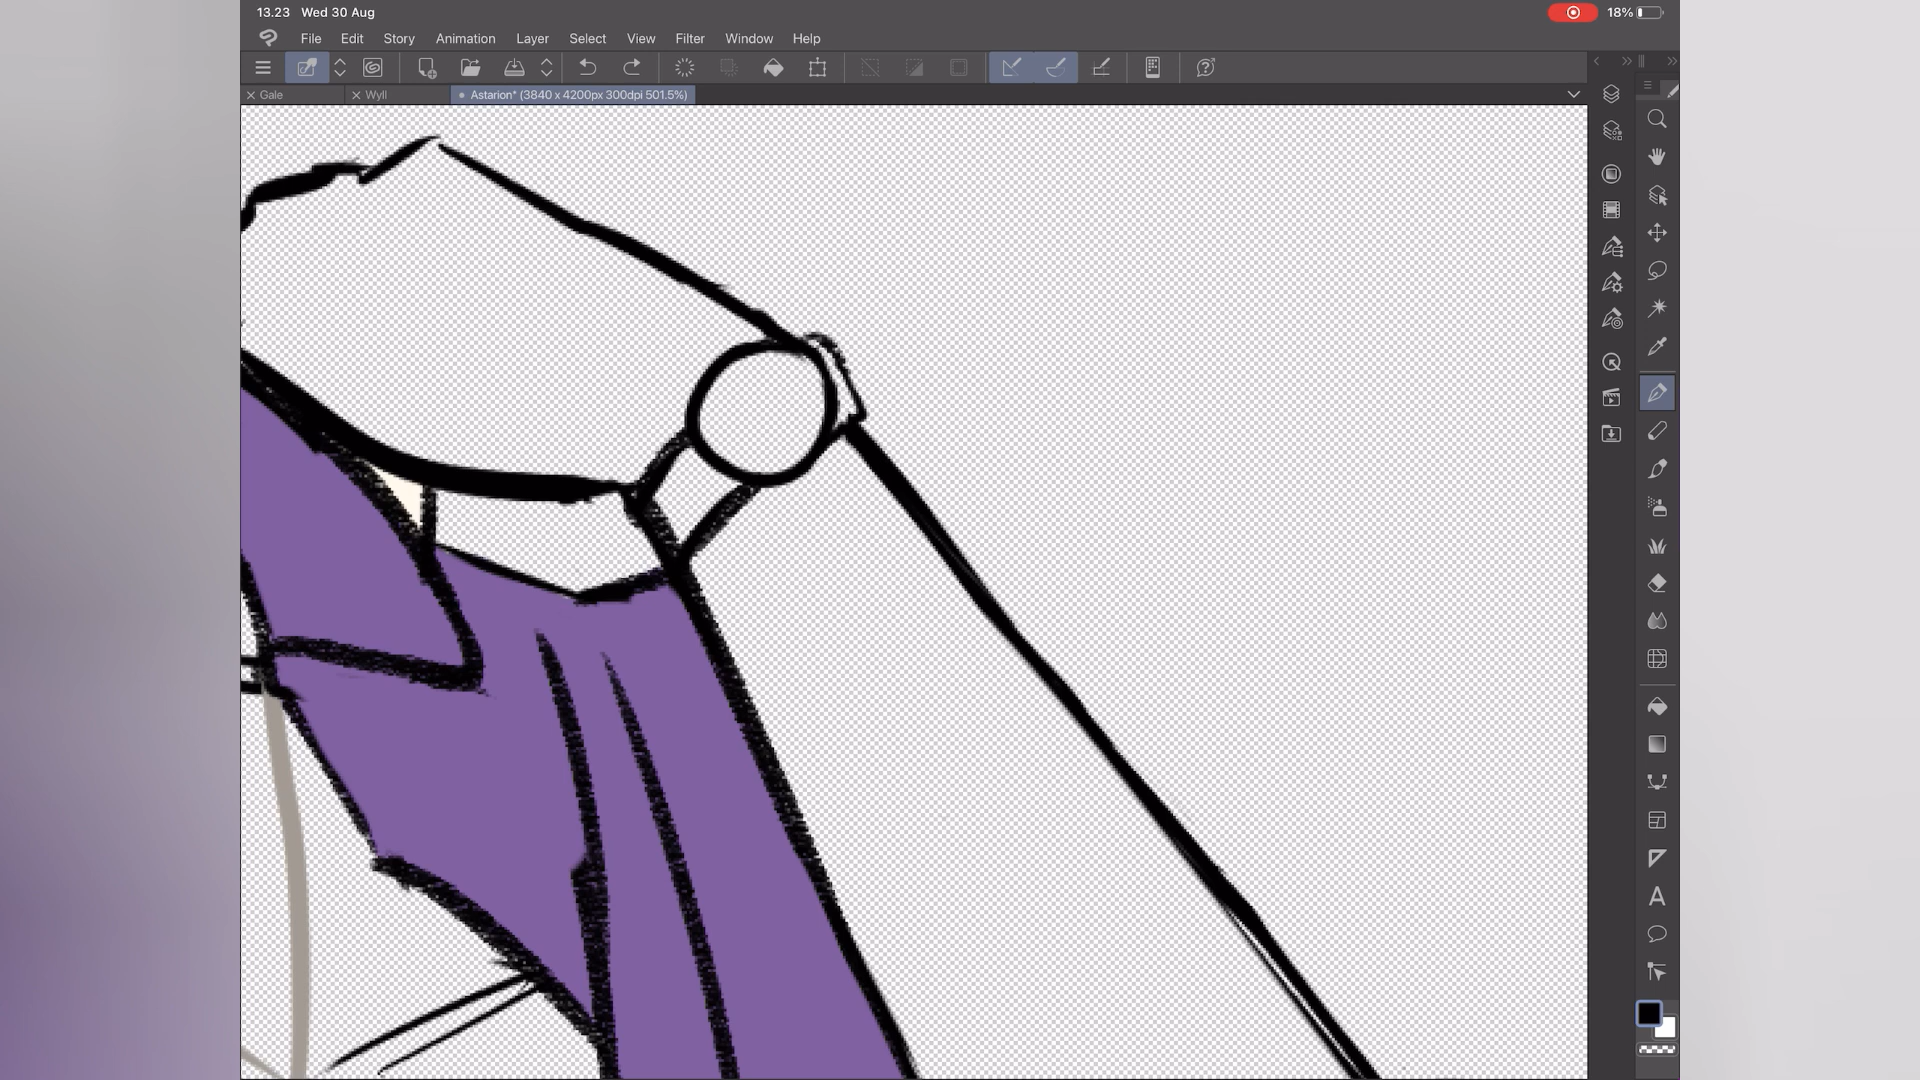 13.23 Wed 30 Aug
18%
File Edit Story Animation Layer Select View Filter Window Help
Gale Wyll Astarion* (3840 x 4200px 300dpi 501.5%)